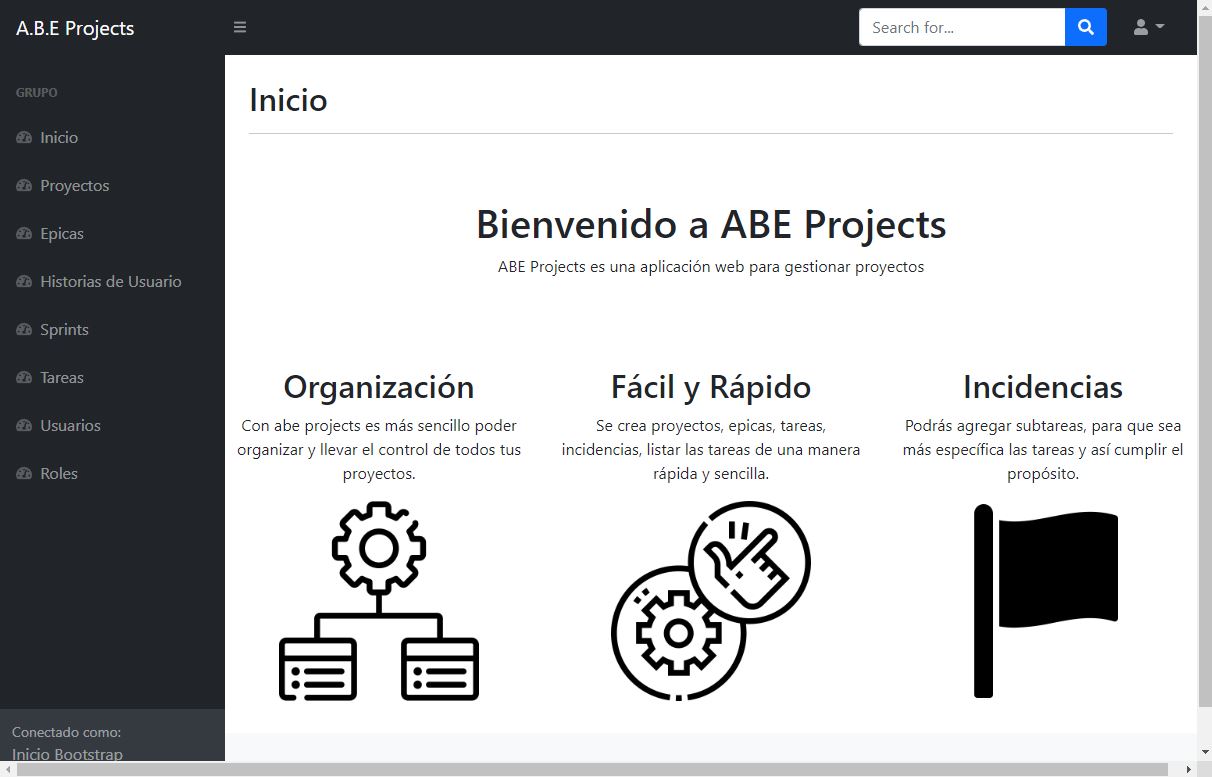 A.B.E Projects
Search for...
GRUPO
Inicio
Proyectos
Epicas
Historias de Usuario
Sprints
Tareas
Usuarios
Roles
Conectado como:
Inicio Bootstrap
Inicio
Bienvenido a ABE Projects
ABE Projects es una aplicación web para gestionar proyectos
Organización
Con abe projects es más sencillo poder
organizar y llevar el control de todos tus
proyectos.
Fácil y Rápido
Se crea proyectos, epicas, tareas,
incidencias, listar las tareas de una manera
rápida y sencilla.
Incidencias
Podrás agregar subtareas, para que sea
más específica las tareas y así cumplir el
propósito.